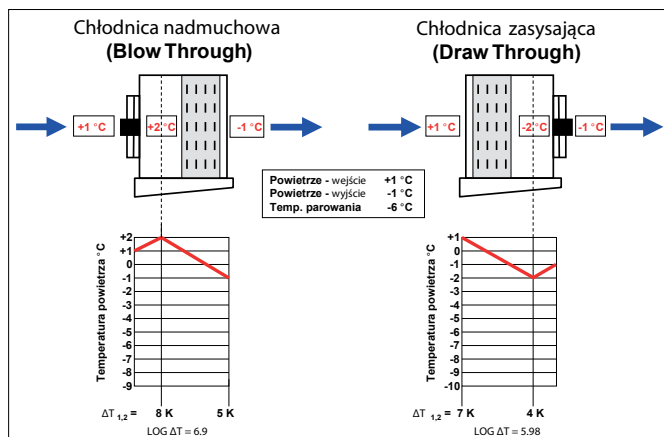 Chłodnica nadmuchowa
(Blow Through)
Chłodnica zasysająca
(Draw Through)
+1 °C
+2 °C
-1 °C
+1 °C
-2 °C
-1 °C
Powietrze - wejście +1 °C
Powietrze - wyjście -1 °C
Temp. parowania -6 °C
Temperatura powietrza °C
+2
+1
0
-1
-2
-3
-4
-5
-6
-7
-8
-9
ΔT 1,2 = 8 K 5 K
LOG ΔT = 6.9
Temperatura powietrza °C
+1
0
-1
-2
-3
-4
-5
-6
-7
-8
-9
-10
ΔT 1,2 = 7 K 4 K
LOG ΔT = 5.98